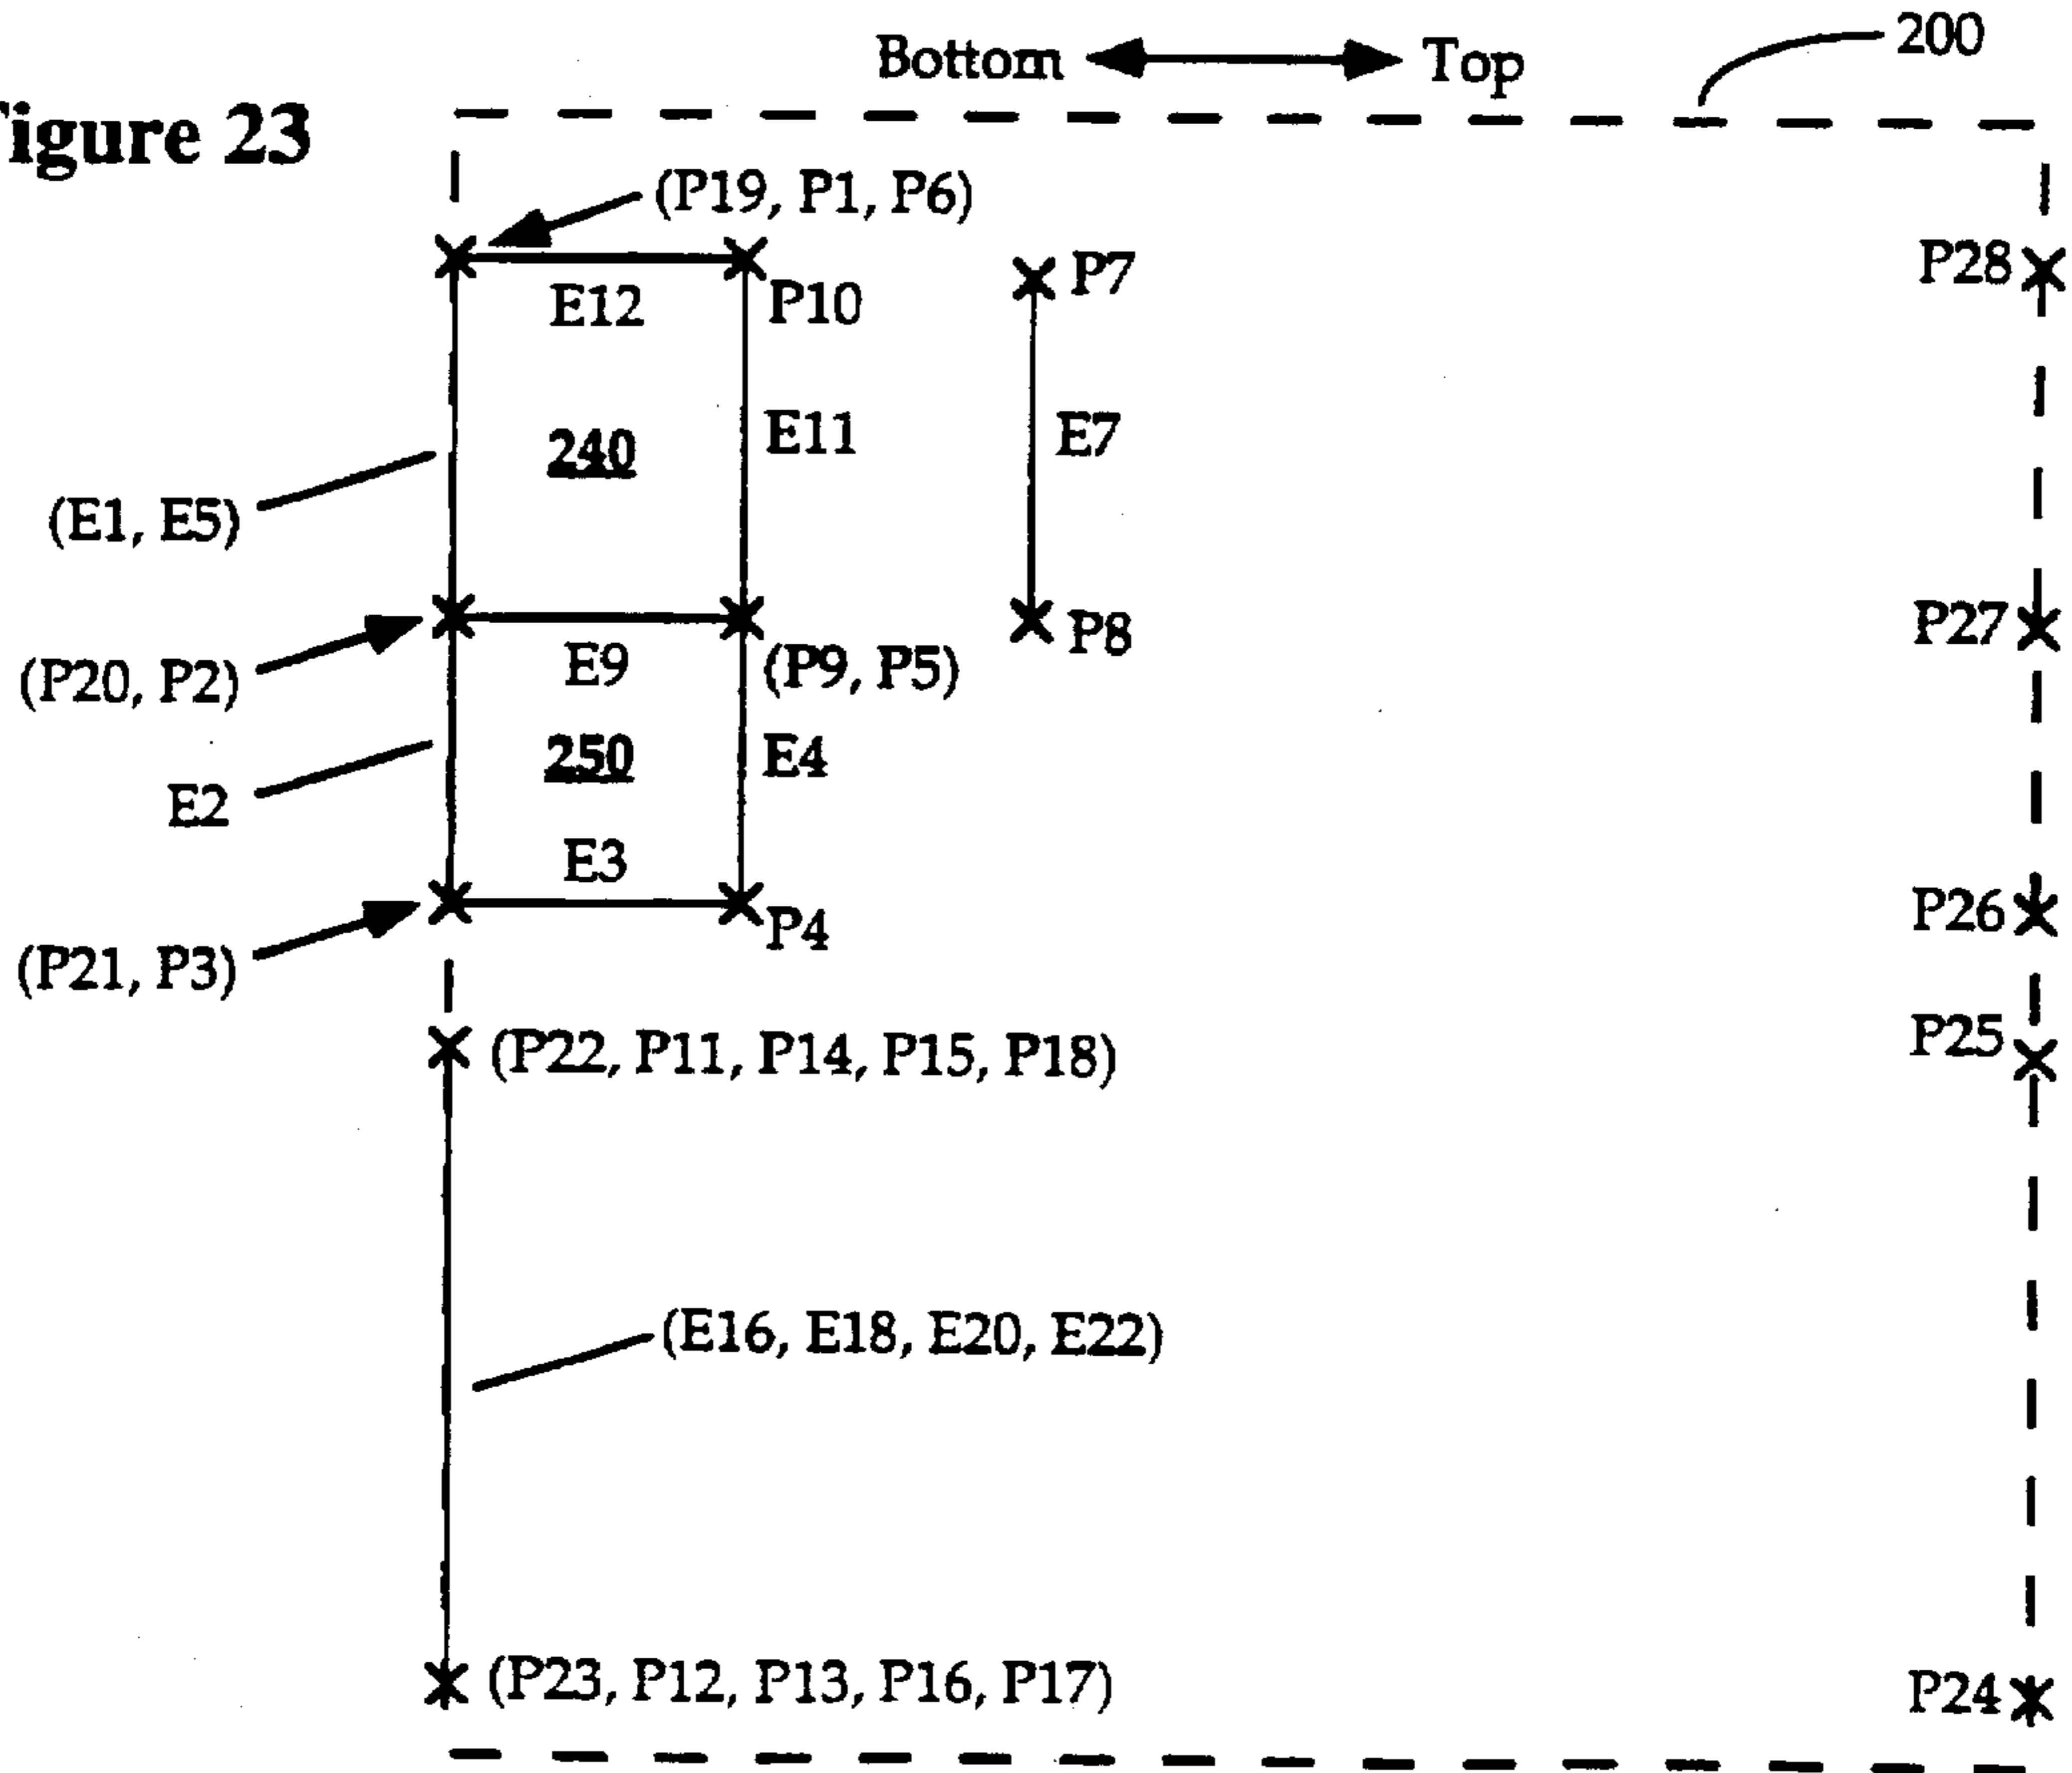 Bottom Top
200
igure 23
(P19, P1, P6)
P28
P7
E12
P10
E11
E7
240
(E1, E5)
P27
P8
(P20, P2)
E9
(P9, P5)
E2
250
E4
E3
P26
P4
(P21, P3)
P25
(P22, P11, P14, P15, P18)
(E16, E18, E20, E22)
(P23, P12, P13, P16, P17)
P24